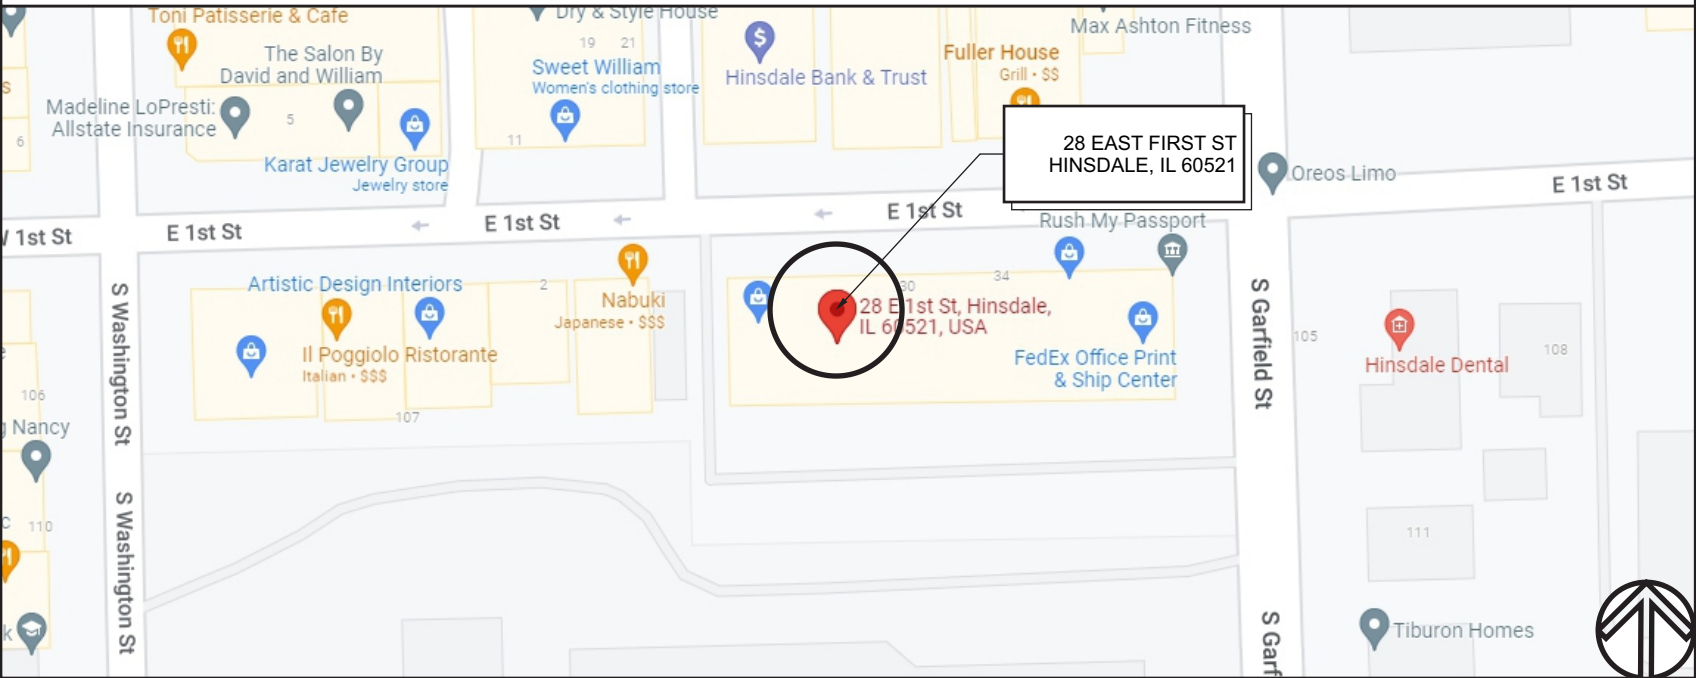 Toni Patisserie & Cafe
Dry & Style House
Max Ashton Fitness
19 21
The Salon By
David and William
Sweet William
Women's clothing store
Hinsdale Bank & Trust
Fuller House
Grill • $$
Madeline LoPresti:
Allstate Insurance
5
6
11
Karat Jewelry Group
Jewelry store
28 EAST FIRST ST
HINSDALE, IL 60521
Oreos Limo
E 1st St
E 1st St
E 1st St
E 1st St
1st St
Rush My Passport
Artistic Design Interiors
2
34
30
Nabuki
Japanese • $$$
28 E 1st St, Hinsdale,
IL 60521, USA
S Washington St
S Garfield St
105
108
Il Poggiolo Ristorante
Italian • $$$
FedEx Office Print
& Ship Center
Hinsdale Dental
106
107
Nancy
110
111
S Washington St
S Garf
Tiburon Homes